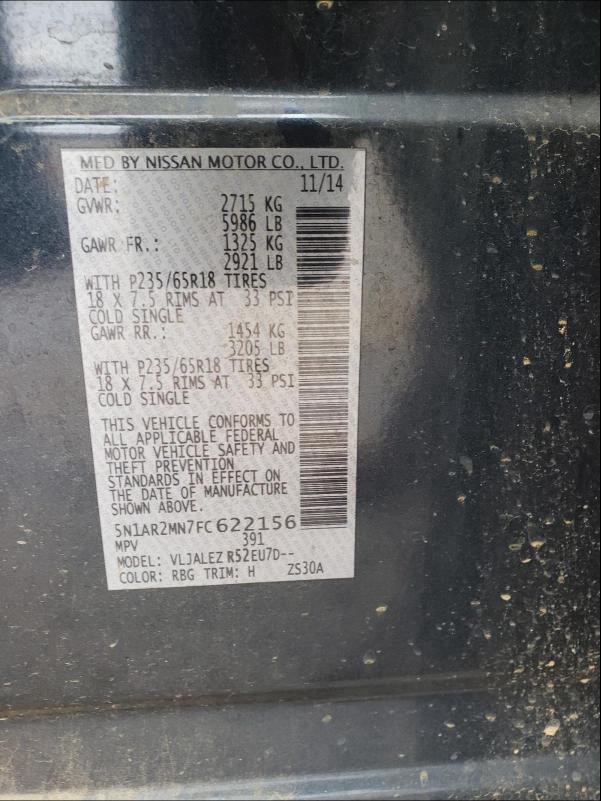 MFD BY NISSAN MOTOR CO., LTD.
DATE: 11/14
GVWR: 2715 KG
5986 LB
GAWR FR.: 1325 KG
2921 LB
WITH P235/65R18 TIRES
18 X 7.5 RIMS AT 33 PSI
COLD SINGLE
GAWR RR.: 1454 KG
3205 LB
WITH P235/65R18 TIRES
18 X 7.5 RIMS AT 33 PSI
COLD SINGLE
THIS VEHICLE CONFORMS TO
ALL APPLICABLE FEDERAL
MOTOR VEHICLE SAFETY AND
THEFT PREVENTION
STANDARDS IN EFFECT ON
THE DATE OF MANUFACTURE
SHOWN ABOVE.
5N1AR2MN7FC622156
MPV 391
MODEL: VLJALEZ R52EU7D--
COLOR: RBG TRIM: H ZS30A